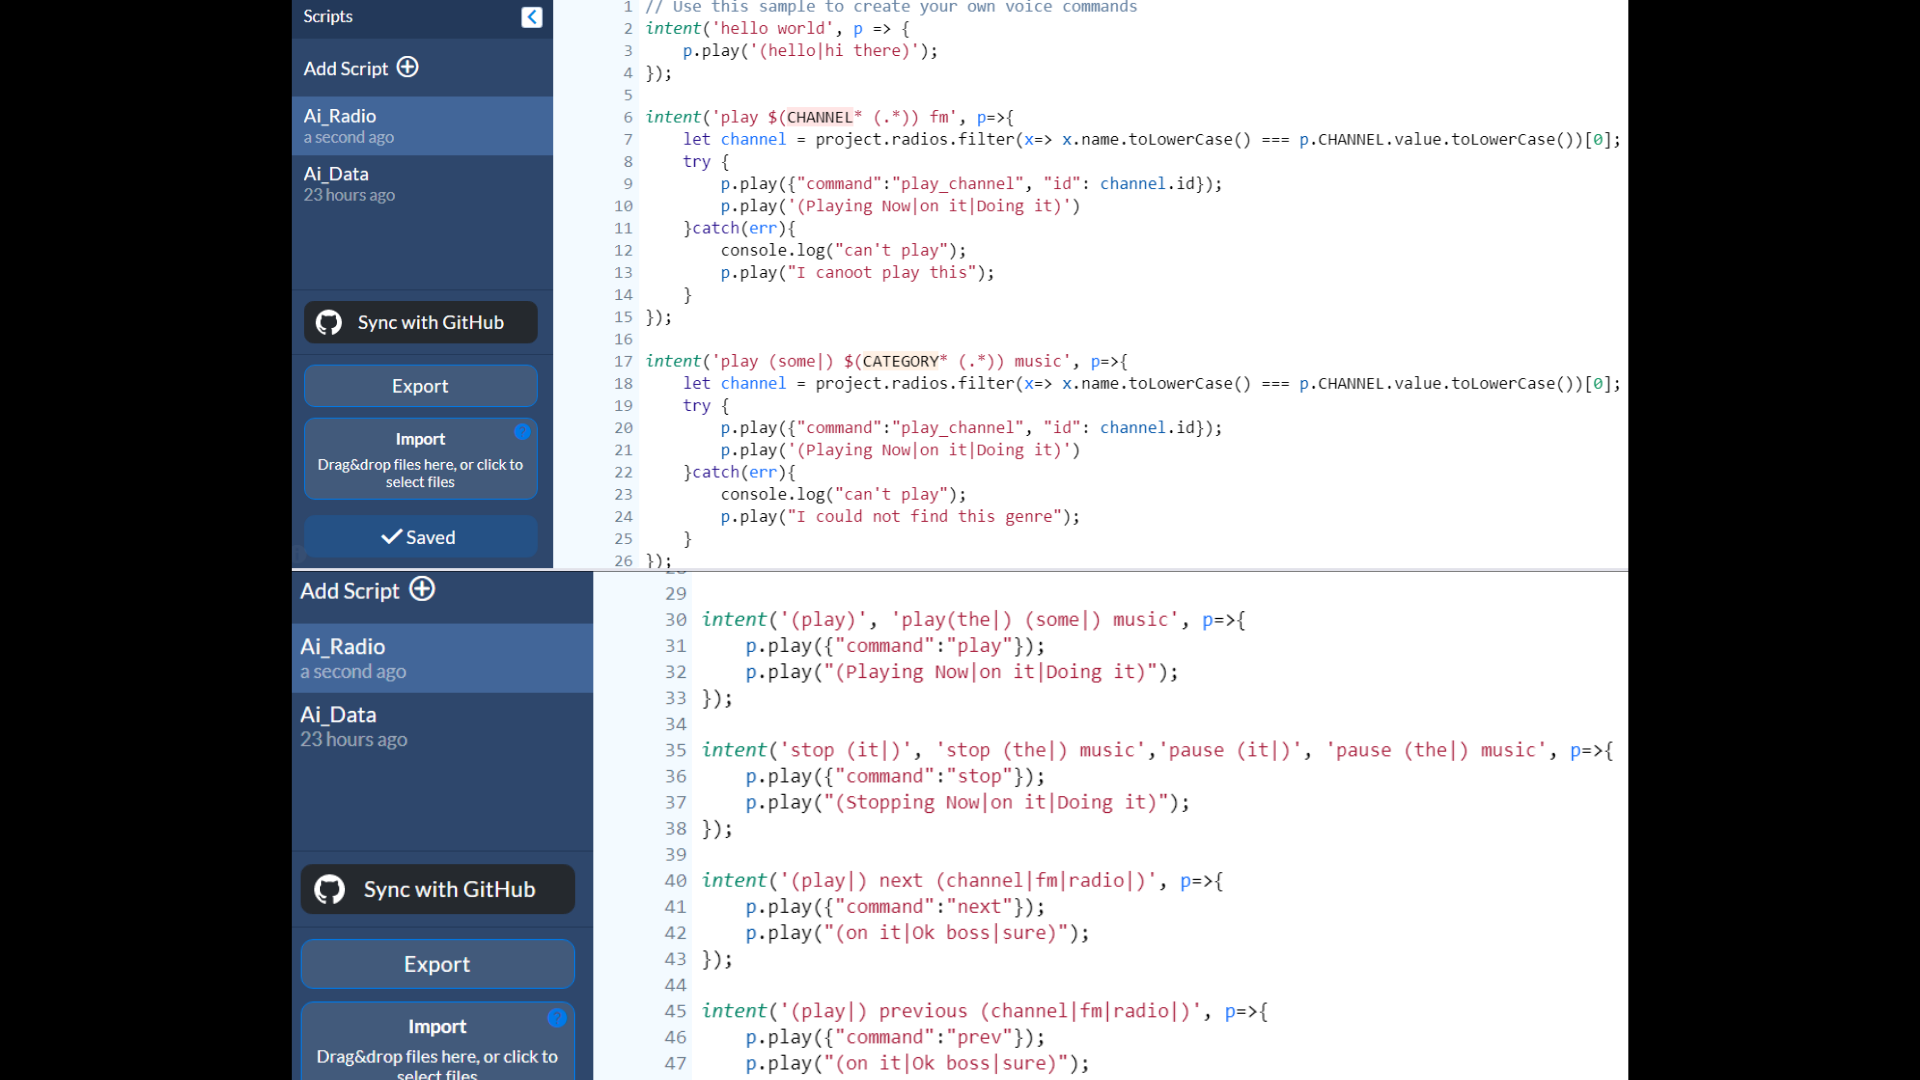 Scripts
Add Script
Ai_Radio
a second ago
Ai_Data
23 hours ago
Sync with GitHub
Export
Import
Drag&drop files here, or click to
select files
Saved
1 // Use this sample to create your own voice commands
2 intent('hello world', p => {
3 p.play('(hello|hi there)');
4 });
5
6 intent('play $(CHANNEL* (.*)) fm', p=>{
7 let channel = project.radios.filter(x=> x.name.toLowerCase() === p.CHANNEL.value.toLowerCase())[0];
8 try {
9 p.play({"command":"play_channel", "id": channel.id});
10 p.play('(Playing Now|on it|Doing it)')
11 }catch(err){
12 console.log("can't play");
13 p.play("I canoot play this");
14 }
15 });
16
17 intent('play (some|) $(CATEGORY* (.*)) music', p=>{
18 let channel = project.radios.filter(x=> x.name.toLowerCase() === p.CHANNEL.value.toLowerCase())[0];
19 try {
20 p.play({"command":"play_channel", "id": channel.id});
21 p.play('(Playing Now|on it|Doing it)')
22 }catch(err){
23 console.log("can't play");
24 p.play("I could not find this genre");
25 }
26 });
Add Script
Ai_Radio
a second ago
Ai_Data
23 hours ago
Sync with GitHub
Export
Import
Drag&drop files here, or click to
select files
29
30 intent('(play)', 'play(the|) (some|) music', p=>{
31 p.play({"command":"play"});
32 p.play("(Playing Now|on it|Doing it)");
33 });
34
35 intent('stop (it|)', 'stop (the|) music','pause (it|)', 'pause (the|) music', p=>{
36 p.play({"command":"stop"});
37 p.play("(Stopping Now|on it|Doing it)");
38 });
39
40 intent('(play|) next (channel|fm|radio|)', p=>{
41 p.play({"command":"next"});
42 p.play("(on it|Ok boss|sure)");
43 });
44
45 intent('(play|) previous (channel|fm|radio|)', p=>{
46 p.play({"command":"prev"});
47 p.play("(on it|Ok boss|sure)");